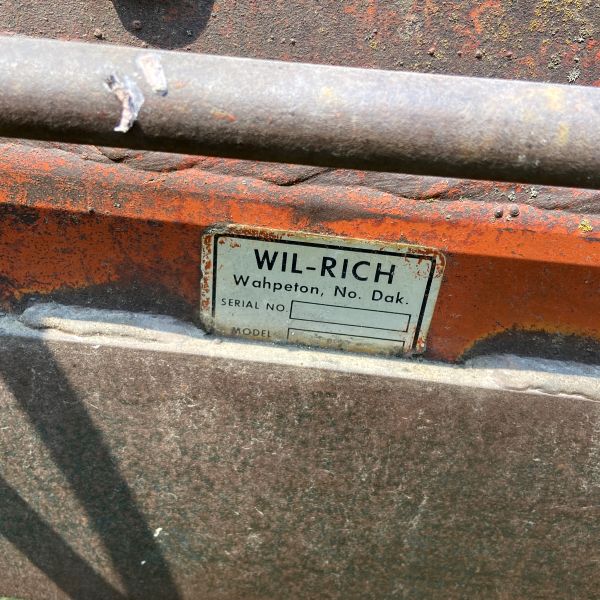 WIL-RICH
Wahpeton, No. Dak.
SERIAL NO
MODEL